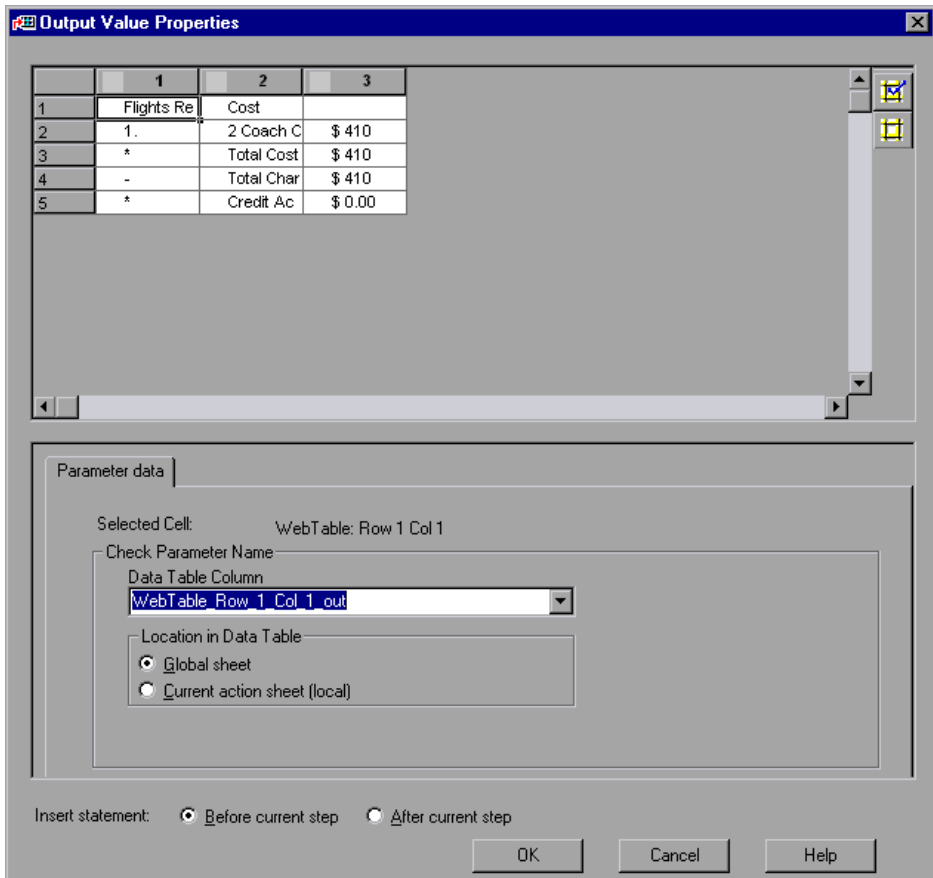 Output Value Properties
1 2 3
1 Flights Re Cost
2 1. 2 Coach C $ 410
3 * Total Cost $ 410
4 - Total Char $ 410
5 * Credit Ac $ 0.00
Parameter data
Selected Cell: WebTable: Row 1 Col 1
Check Parameter Name
Data Table Column
WebTable_Row_1_Col_1_out
Location in Data Table
Global sheet
Current action sheet (local)
Insert statement: Before current step After current step
OK Cancel Help